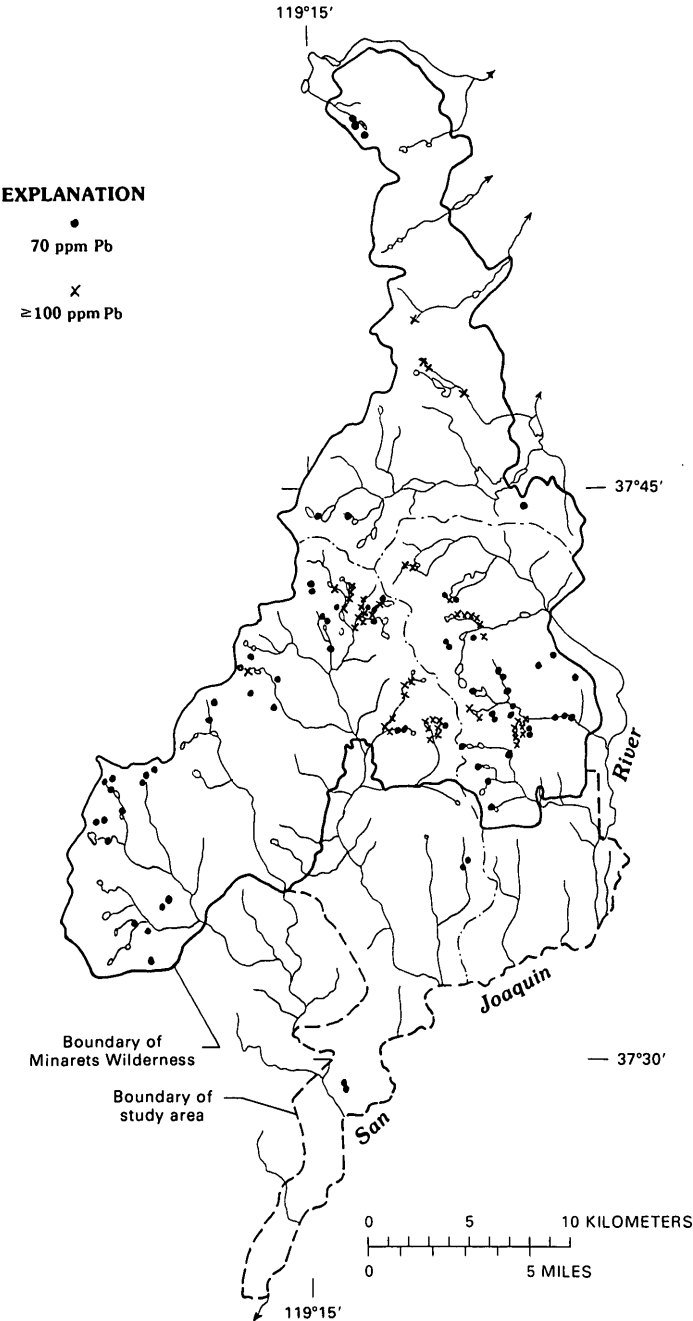 119°15′
EXPLANATION
70 ppm Pb
≥100 ppm Pb
37°45′
River
Joaquin
Boundary of
Minarets Wilderness
37°30′
Boundary of
study area
San
0 5 10 KILOMETERS
0 5 MILES
119°15′